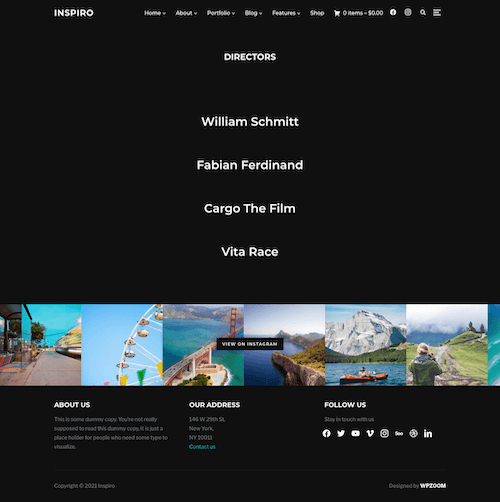 INSPIRO
Home About Portfolio Blog Features Shop 0 items – $0.00
DIRECTORS
William Schmitt
Fabian Ferdinand
Cargo The Film
Vita Race
VIEW ON INSTAGRAM
ABOUT US
This is some dummy copy. You're not really
supposed to read this dummy copy, it is just a
place holder for people who need some type to
visualize.
OUR ADDRESS
146 W 29th St,
New York,
NY 10011
Contact us
FOLLOW US
Stay in touch with us
500
Copyright © 2021 Inspiro
Designed by WPZOOM